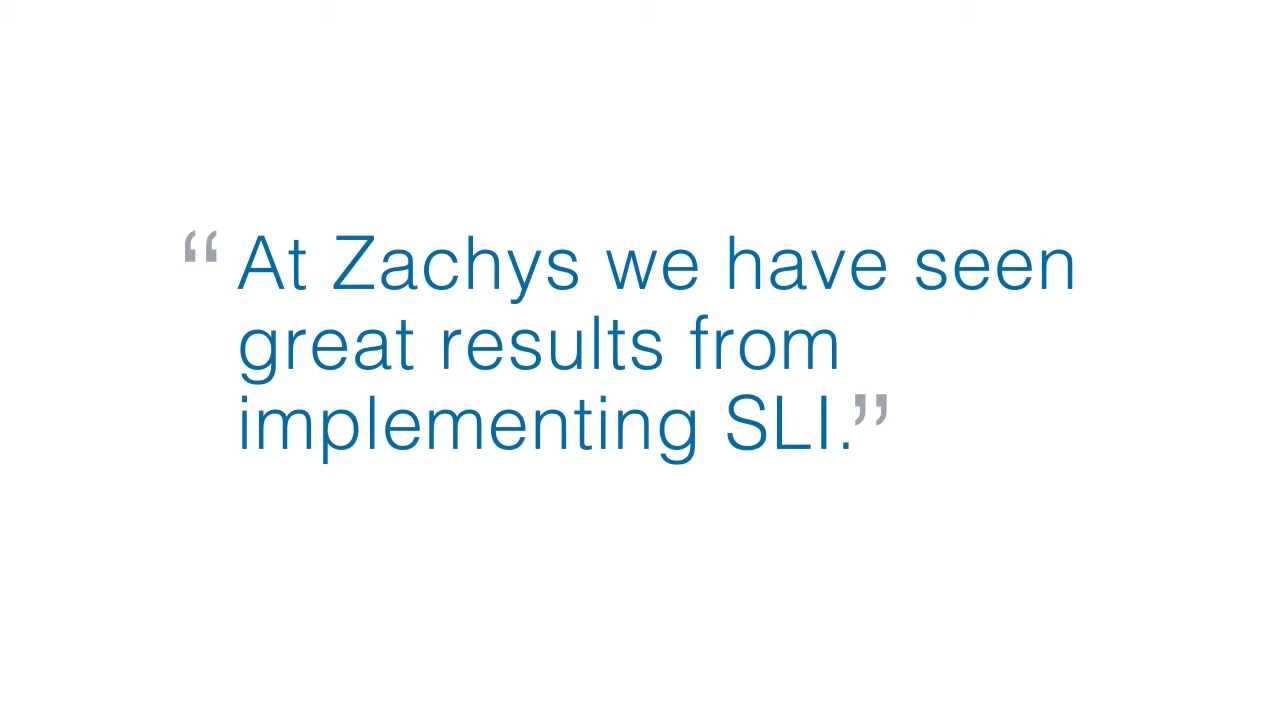 “At Zachys we have seen
great results from
implementing SLI.”